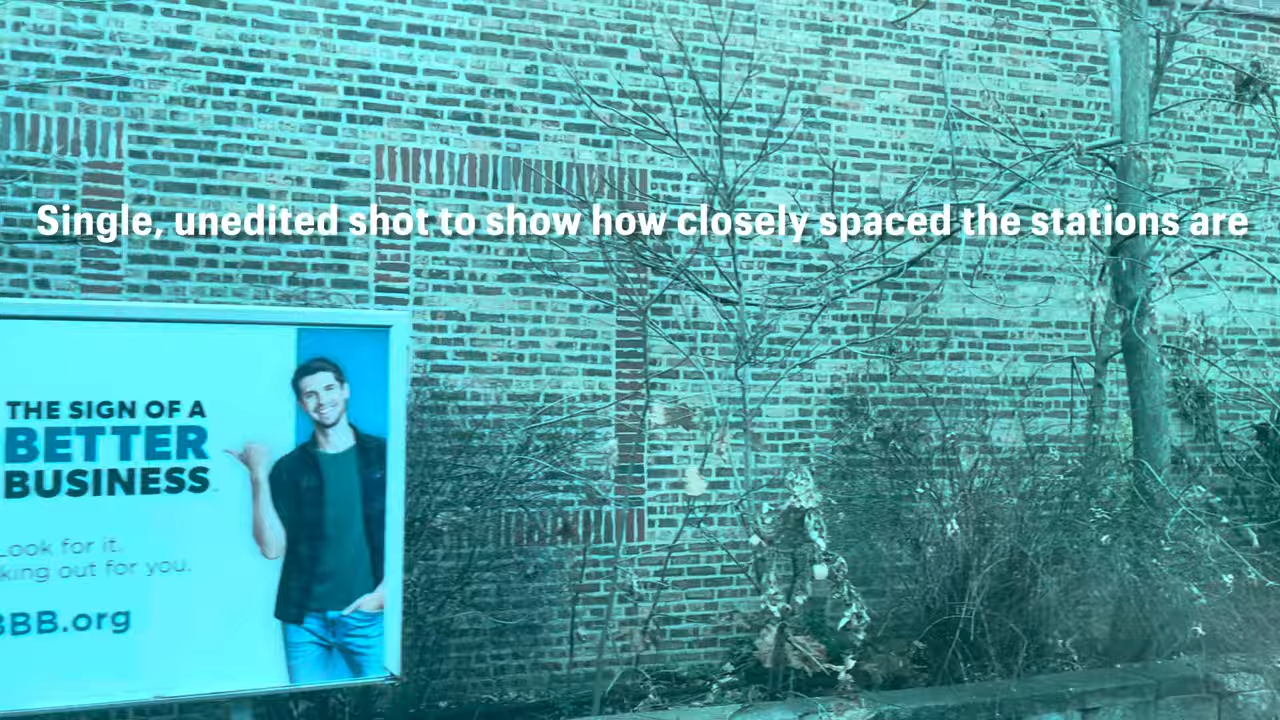 Single, unedited shot to show how closely spaced the stations are
THE SIGN OF A
BETTER
BUSINESS
Look for it.
king out for you.
BBB.org